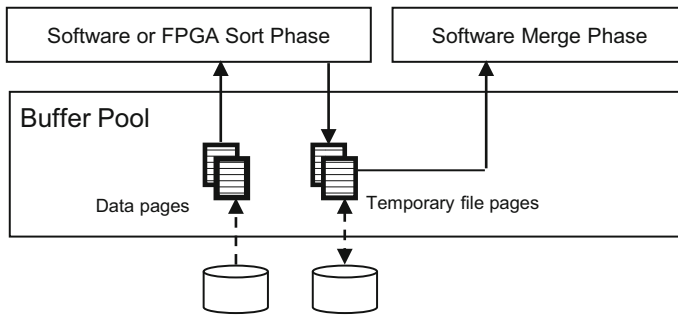 Software or FPGA Sort Phase
Software Merge Phase
Buffer Pool
Data pages
Temporary file pages